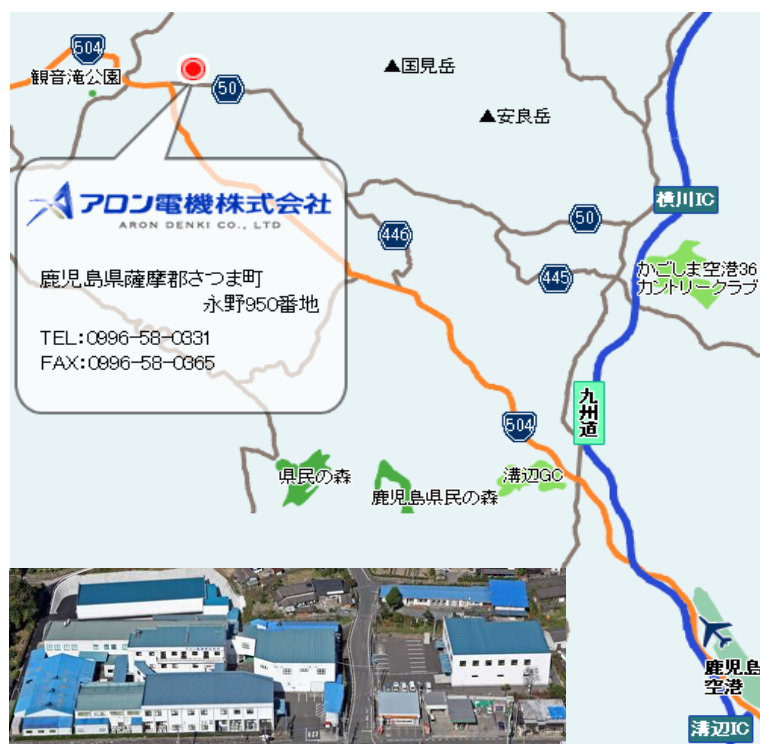 504
観音滝公園
50
▲国見岳
▲安良岳
アロン電機株式会社
ARON DENKI CO., LTD
鹿児島県薩摩郡さつま町
永野950番地
TEL:0996-58-0331
FAX:0996-58-0365
446
50
445
横川IC
かごしま空港36
カントリークラブ
九州道
504
県民の森
鹿児島県民の森
溝辺GC
鹿児島
空港
溝辺IC